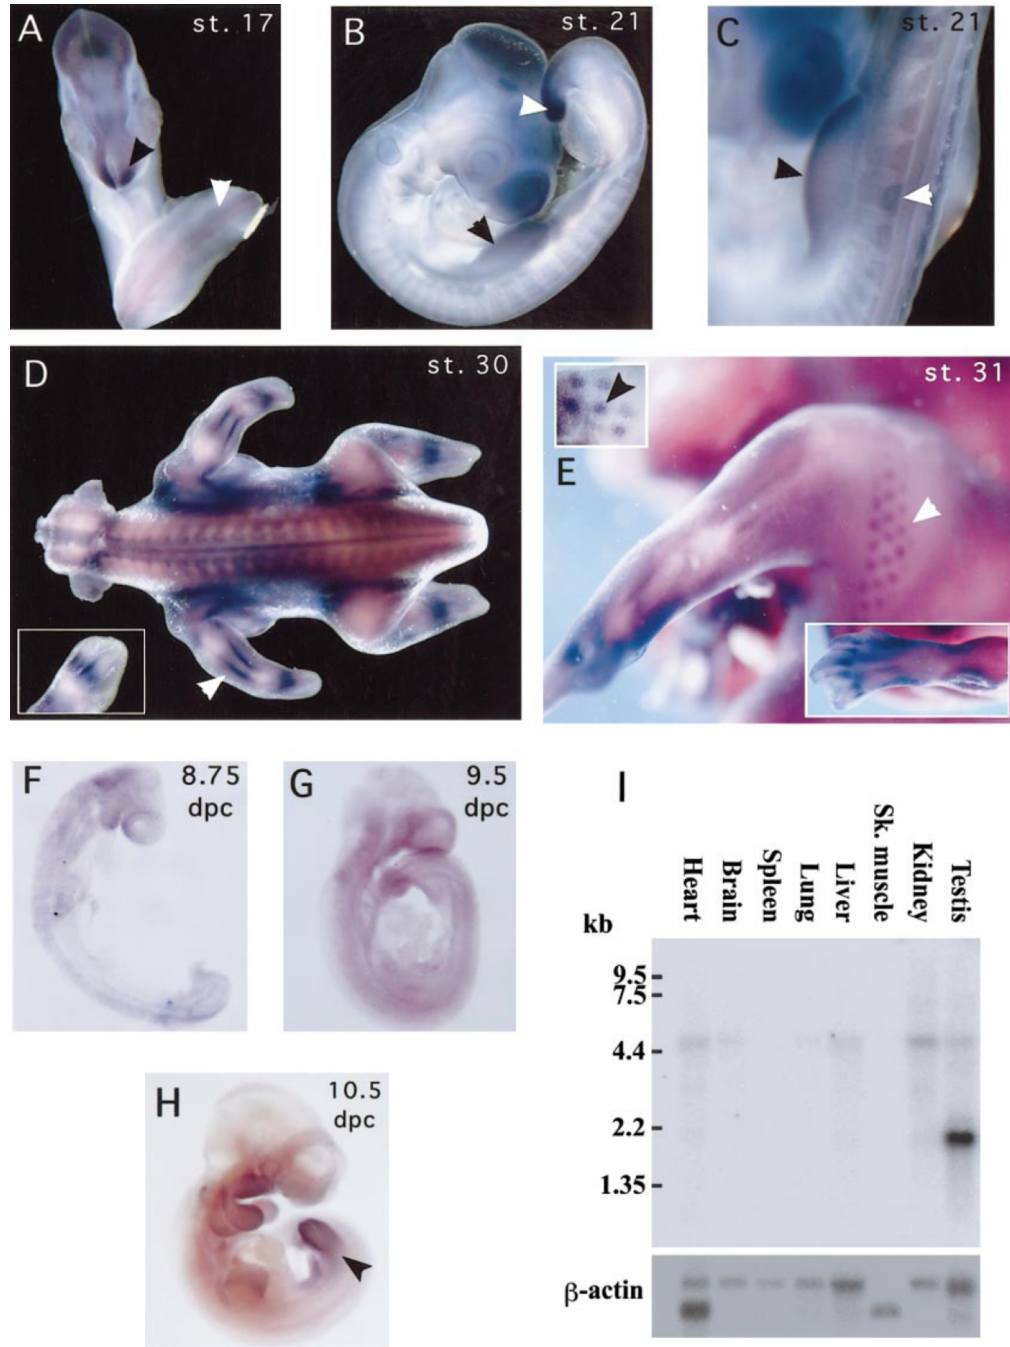 A
st. 17
B
st. 21
C
st. 21
D
st. 30
E
st. 31
F
8.75
dpc
G
9.5
dpc
H
10.5
dpc
I
Heart
Brain
Spleen
Lung
Liver
Sk. muscle
Kidney
Testis
kb
9.5
7.5
4.4
2.2
1.35
β-actin